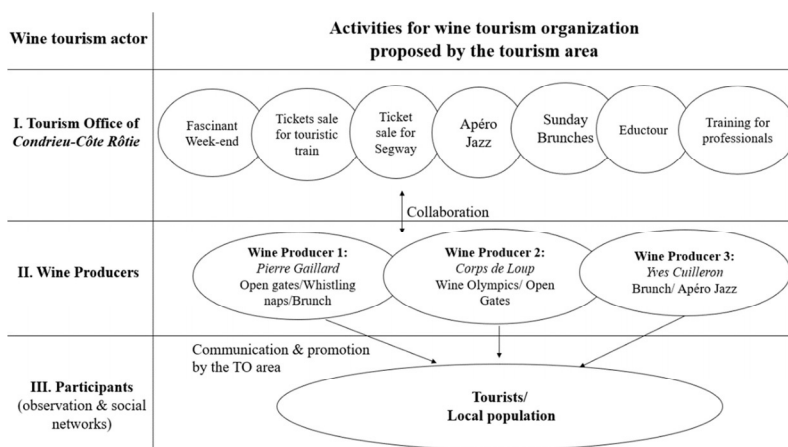 Wine tourism actor
Activities for wine tourism organization
proposed by the tourism area
I. Tourism Office of
Condrieu-Côte Rôtie
Fascinant
Week-end
Tickets sale
for touristic
train
Ticket
sale for
Segway
Apéro
Jazz
Sunday
Brunches
Eductour
Training for
professionals
Collaboration
II. Wine Producers
Wine Producer 1:
Pierre Gaillard
Open gates/Whistling
naps/Brunch
Wine Producer 2:
Corps de Loup
Wine Olympics/ Open
Gates
Wine Producer 3:
Yves Cuilleron
Brunch/ Apéro Jazz
Communication & promotion
by the TO area
III. Participants
(observation & social
networks)
Tourists/
Local population